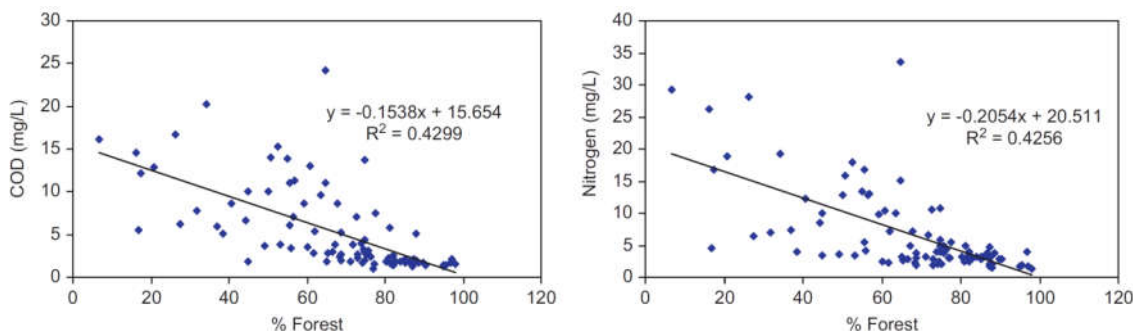 30
25
20
15
10
5
0
COD (mg/L)
y = -0.1538x + 15.654
R² = 0.4299
0 20 40 60 80 100 120
% Forest
40
35
30
25
20
15
10
5
0
Nitrogen (mg/L)
y = -0.2054x + 20.511
R² = 0.4256
0 20 40 60 80 100 120
% Forest